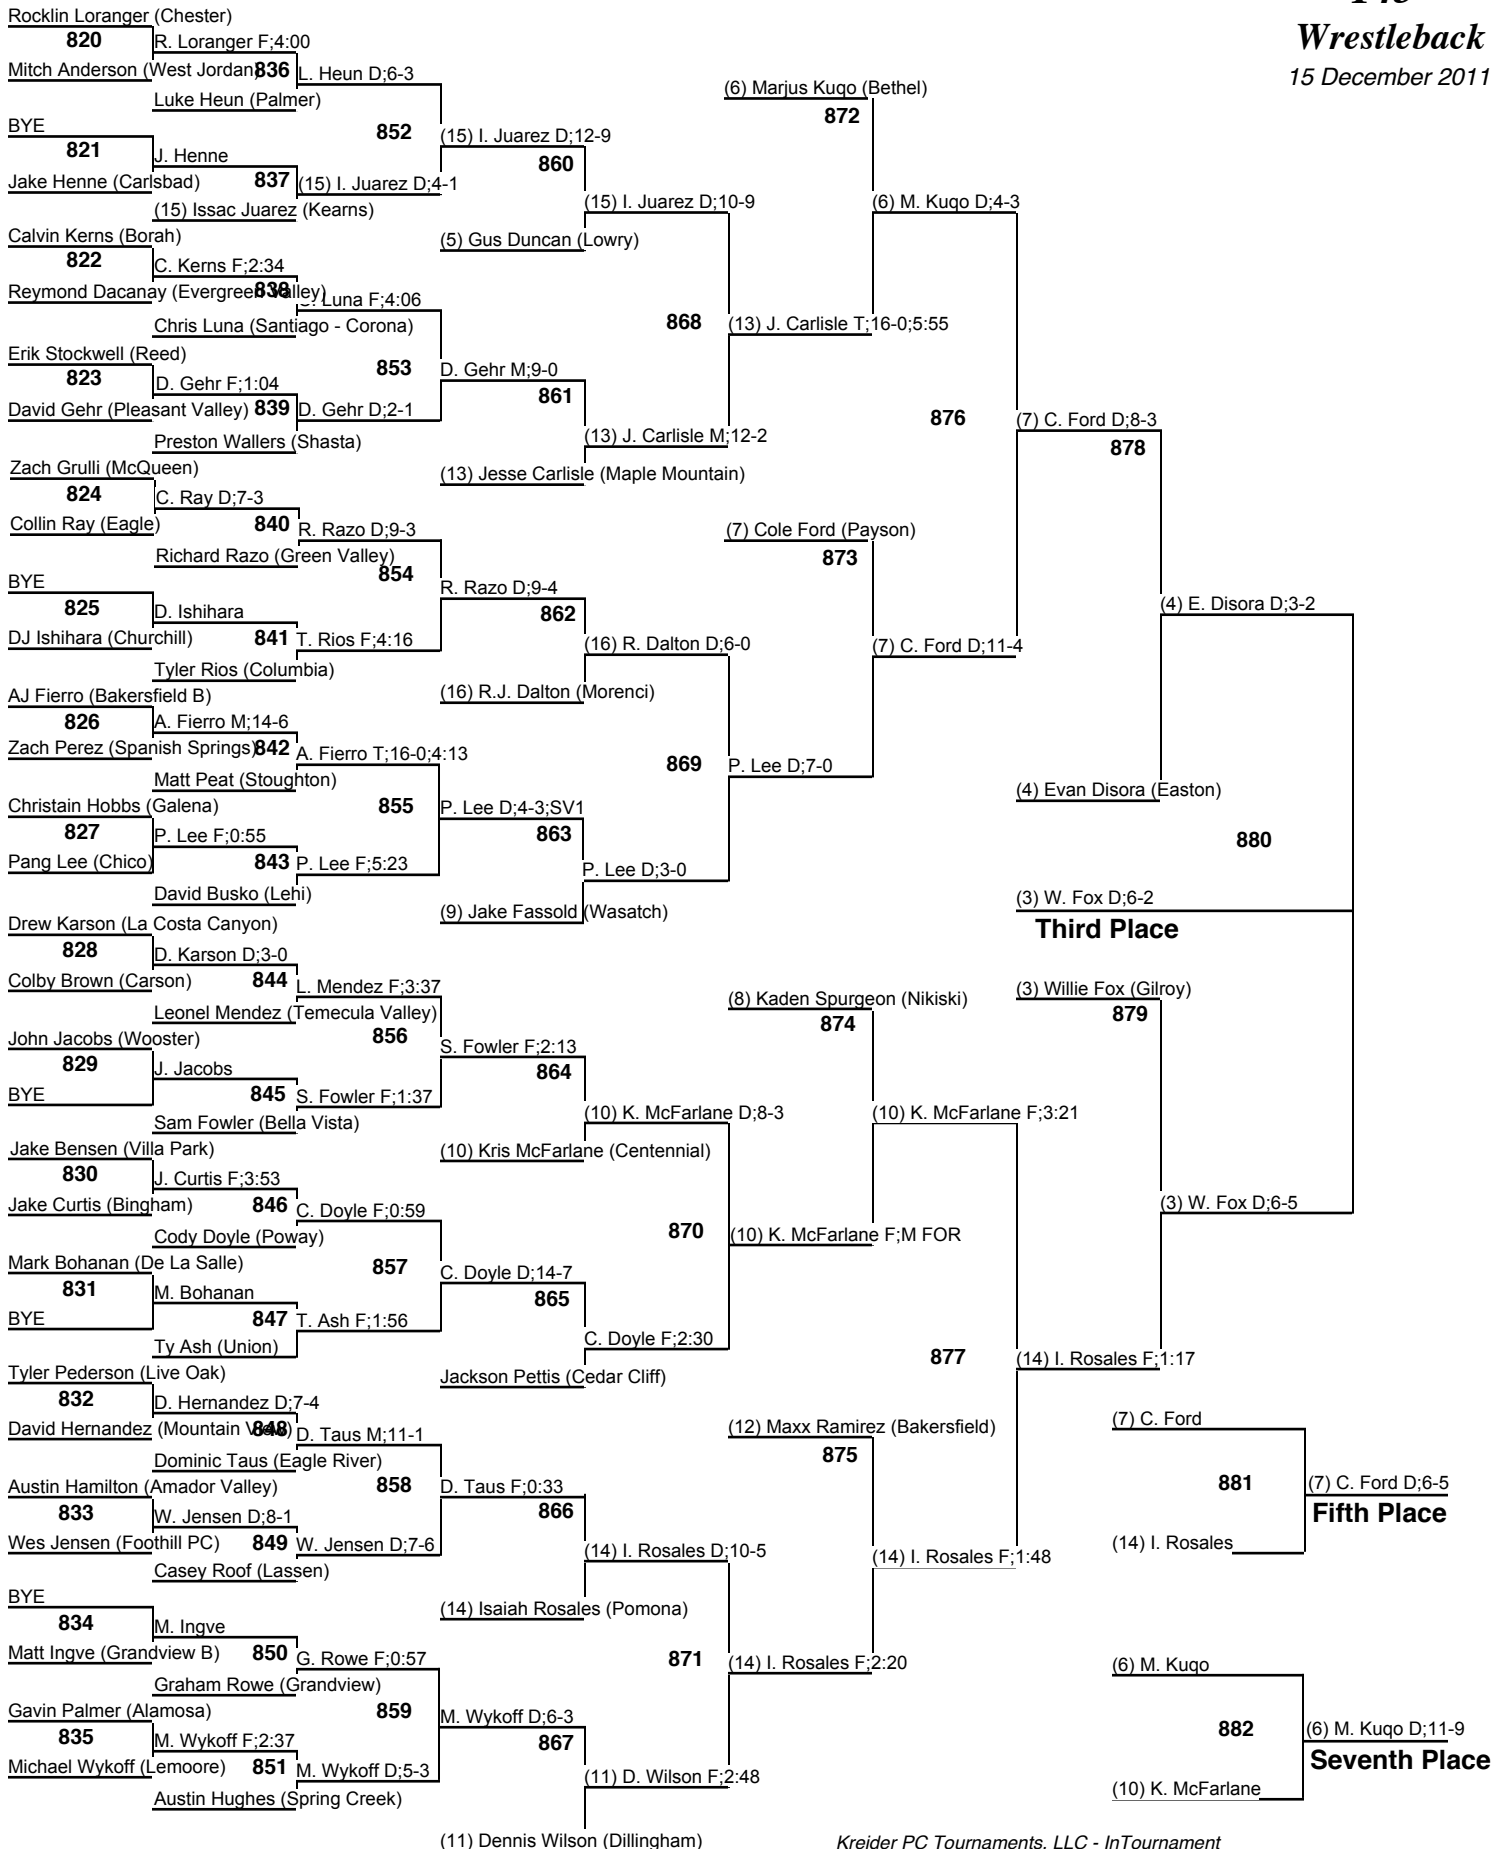 Wrestleback
15 December 2011
Rocklin Loranger (Chester)
820
R. Loranger F;4:00
Mitch Anderson (West Jordan)
836
L. Heun D;6-3
Luke Heun (Palmer)
BYE
821
J. Henne
Jake Henne (Carlsbad)
837
(15) I. Juarez D;4-1
(15) Issac Juarez (Kearns)
852
(15) I. Juarez D;12-9
860
(15) I. Juarez D;10-9
(5) Gus Duncan (Lowry)
Calvin Kerns (Borah)
822
C. Kerns F;2:34
Reymond Dacanay (Evergreen Valley)
838
Luna F;4:06
Chris Luna (Santiago - Corona)
Erik Stockwell (Reed)
823
D. Gehr F;1:04
David Gehr (Pleasant Valley)
839
D. Gehr D;2-1
Preston Wallers (Shasta)
853
D. Gehr M;9-0
861
(13) J. Carlisle M;12-2
(13) Jesse Carlisle (Maple Mountain)
868
(13) J. Carlisle T;16-0;5:55
(6) Marjus Kuqo (Bethel)
872
(6) M. Kuqo D;4-3
Zach Grulli (McQueen)
824
C. Ray D;7-3
Collin Ray (Eagle)
840
R. Razo D;9-3
Richard Razo (Green Valley)
854
BYE
825
D. Ishihara
DJ Ishihara (Churchill)
841
T. Rios F;4:16
Tyler Rios (Columbia)
R. Razo D;9-4
862
(16) R. Dalton D;6-0
(16) R.J. Dalton (Morenci)
AJ Fierro (Bakersfield B)
826
A. Fierro M;14-6
Zach Perez (Spanish Springs)
842
A. Fierro T;16-0;4:13
Matt Peat (Stoughton)
Christain Hobbs (Galena)
827
P. Lee F;0:55
Pang Lee (Chico)
843
P. Lee F;5:23
David Busko (Lehi)
855
P. Lee D;4-3;SV1
863
P. Lee D;3-0
(9) Jake Fassold (Wasatch)
869
P. Lee D;7-0
(7) Cole Ford (Payson)
873
(7) C. Ford D;11-4
876
(7) C. Ford D;8-3
878
(4) E. Disora D;3-2
(4) Evan Disora (Easton)
880
(3) W. Fox D;6-2
Third Place
Drew Karson (La Costa Canyon)
828
D. Karson D;3-0
Colby Brown (Carson)
844
L. Mendez F;3:37
Leonel Mendez (Temecula Valley)
856
John Jacobs (Wooster)
829
J. Jacobs
BYE
845
S. Fowler F;1:37
Sam Fowler (Bella Vista)
S. Fowler F;2:13
864
(10) K. McFarlane D;8-3
(10) Kris McFarlane (Centennial)
Jake Bensen (Villa Park)
830
J. Curtis F;3:53
Jake Curtis (Bingham)
846
C. Doyle F;0:59
Cody Doyle (Poway)
Mark Bohanan (De La Salle)
831
M. Bohanan
BYE
847
T. Ash F;1:56
Ty Ash (Union)
857
C. Doyle D;14-7
865
C. Doyle F;2:30
Jackson Pettis (Cedar Cliff)
870
(10) K. McFarlane F;M FOR
(8) Kaden Spurgeon (Nikiski)
874
(10) K. McFarlane F;3:21
(3) Willie Fox (Gilroy)
879
(3) W. Fox D;6-5
Tyler Pederson (Live Oak)
832
D. Hernandez D;7-4
David Hernandez (Mountain View)
848
D. Taus M;11-1
Dominic Taus (Eagle River)
Austin Hamilton (Amador Valley)
833
W. Jensen D;8-1
Wes Jensen (Foothill PC)
849
W. Jensen D;7-6
Casey Roof (Lassen)
858
D. Taus F;0:33
866
(14) I. Rosales D;10-5
(14) Isaiah Rosales (Pomona)
BYE
834
M. Ingve
Matt Ingve (Grandview B)
850
G. Rowe F;0:57
Graham Rowe (Grandview)
Gavin Palmer (Alamosa)
835
M. Wykoff F;2:37
Michael Wykoff (Lemoore)
851
M. Wykoff D;5-3
Austin Hughes (Spring Creek)
859
M. Wykoff D;6-3
867
(11) D. Wilson F;2:48
(11) Dennis Wilson (Dillingham)
871
(14) I. Rosales F;2:20
(12) Maxx Ramirez (Bakersfield)
875
(14) I. Rosales F;1:48
877
(14) I. Rosales F;1:17
(7) C. Ford
881
(7) C. Ford D;6-5
Fifth Place
(14) I. Rosales
(6) M. Kuqo
882
(6) M. Kuqo D;11-9
Seventh Place
(10) K. McFarlane
Kreider PC Tournaments, LLC - InTournament